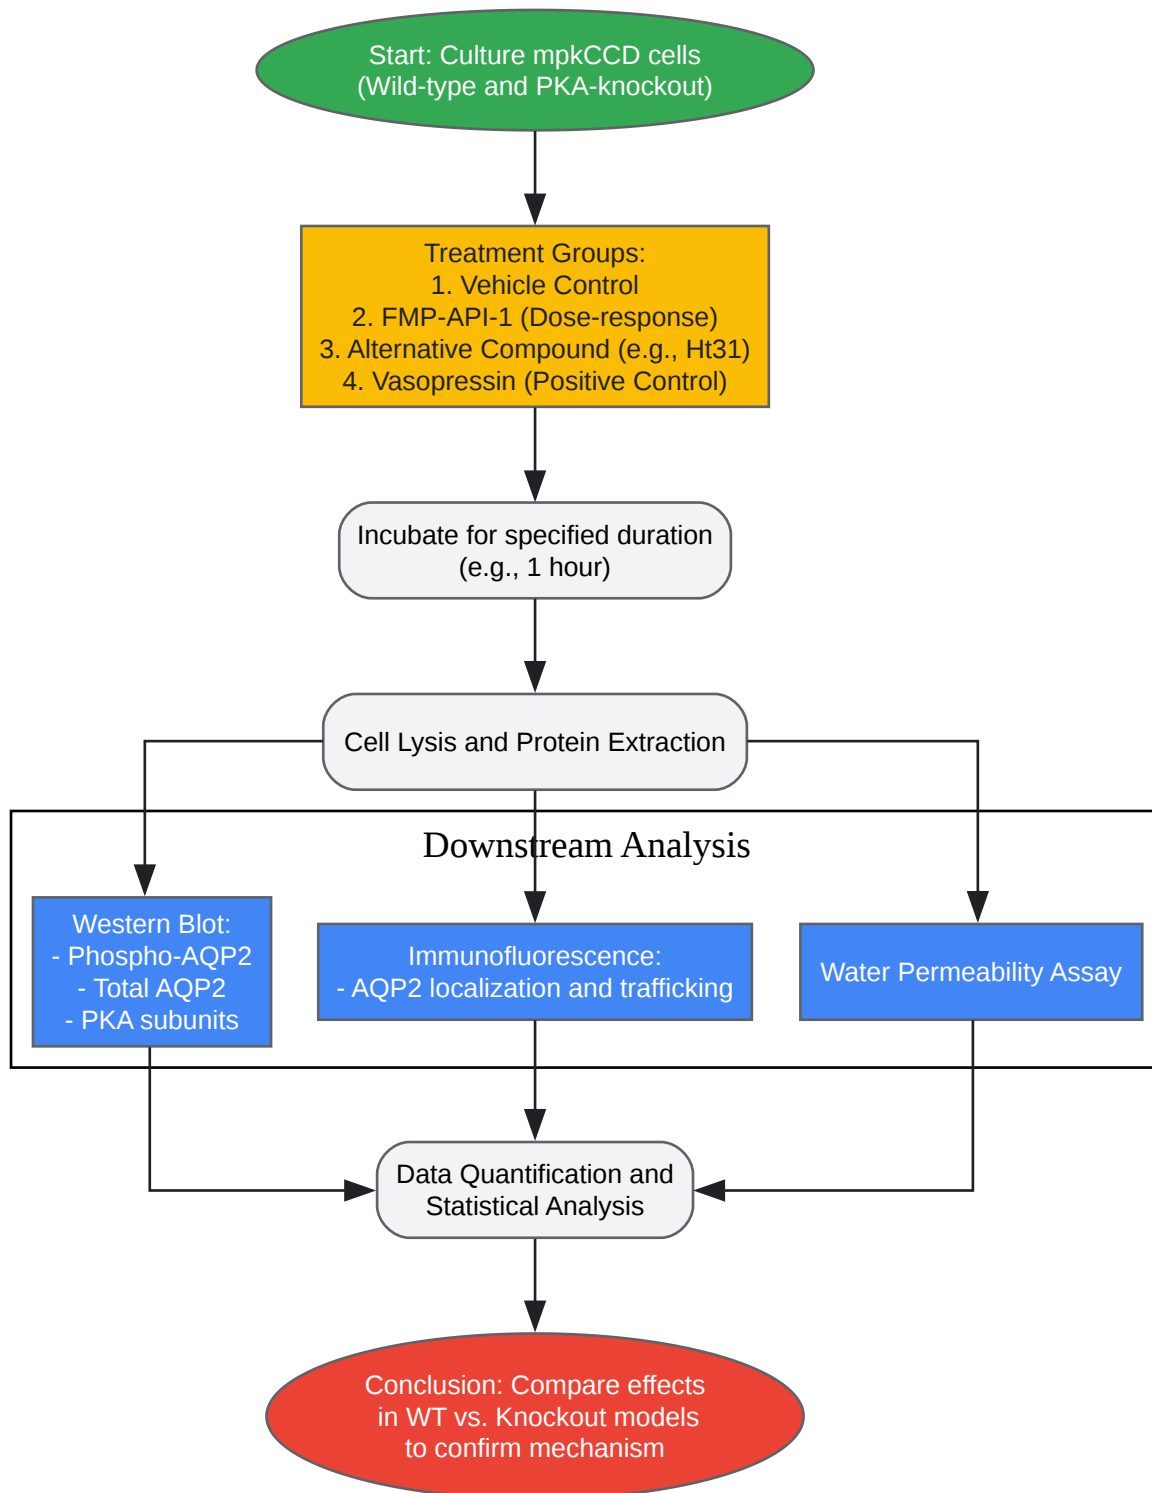 Start: Culture mpkCCD cells
(Wild-type and PKA-knockout)
Treatment Groups:
1. Vehicle Control
2. FMP-API-1 (Dose-response)
3. Alternative Compound (e.g., Ht31)
4. Vasopressin (Positive Control)
Incubate for specified duration
(e.g., 1 hour)
Cell Lysis and Protein Extraction
Downstream Analysis
Western Blot:
- Phospho-AQP2
- Total AQP2
- PKA subunits
Immunofluorescence:
- AQP2 localization and trafficking
Water Permeability Assay
Data Quantification and
Statistical Analysis
Conclusion: Compare effects
in WT vs. Knockout models
to confirm mechanism